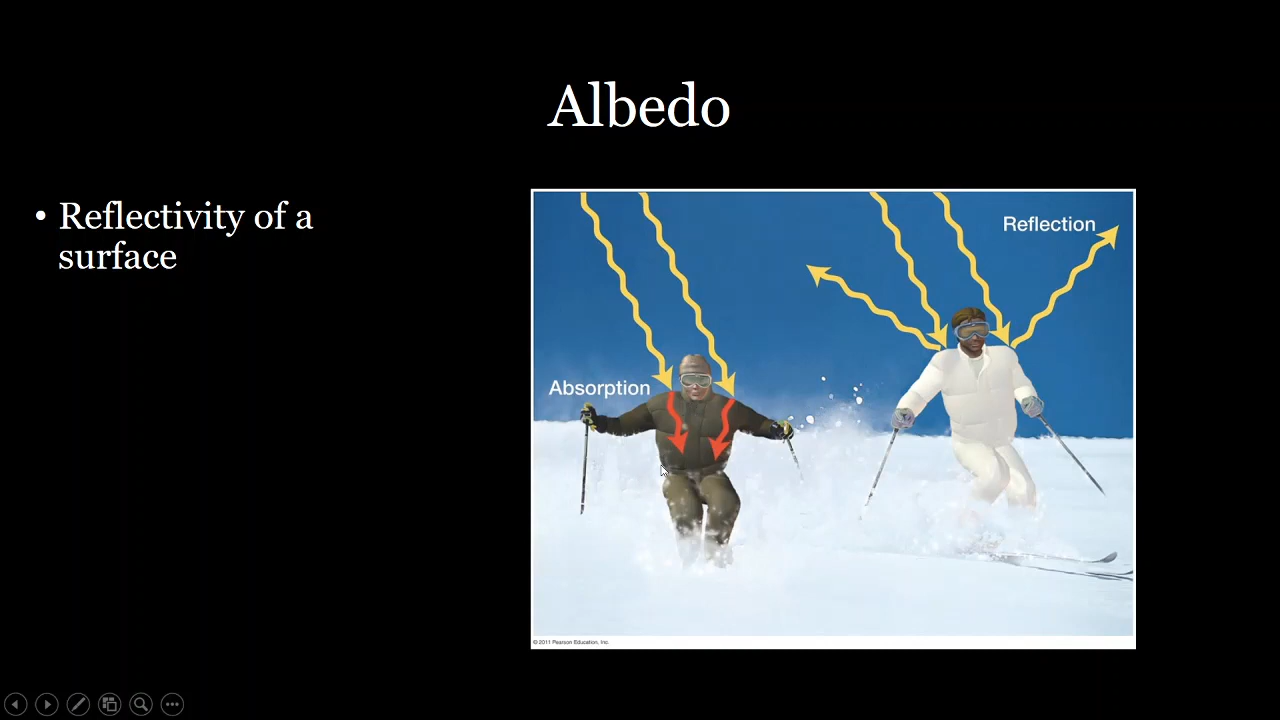 Albedo
• Reflectivity of a
surface
Reflection
Absorption
© 2011 Pearson Education, Inc.